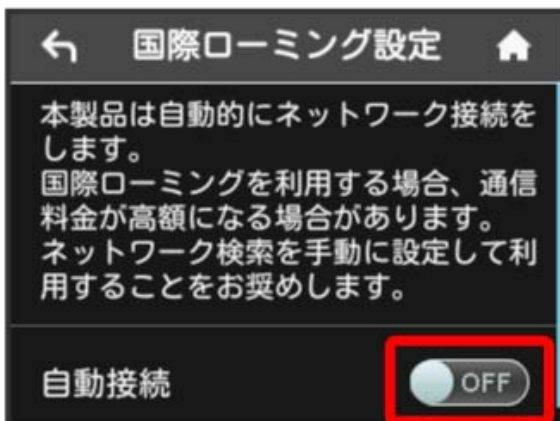 国際ローミング設定
本製品は自動的にネットワーク接続を
します。
国際ローミングを利用する場合、通信
料金が高額になる場合があります。
ネットワーク検索を手動に設定して利
用することをお奨めします。
自動接続 OFF